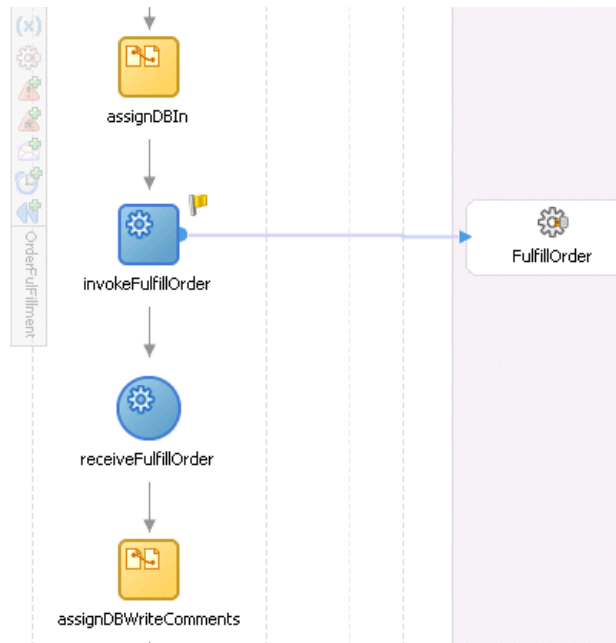 (x)
assignDBIn
invokeFulfillOrder
FulfillOrder
OrderFulFillment
receiveFulfillOrder
assignDBWriteComments